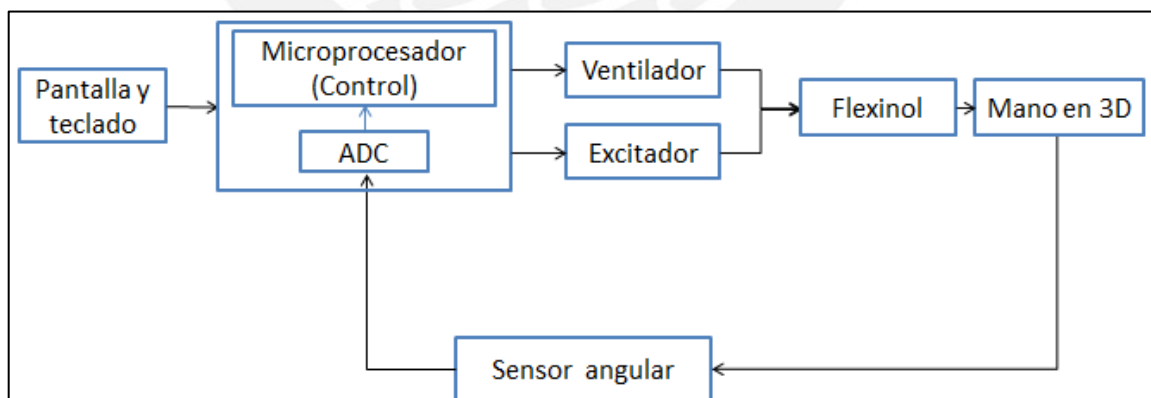 Pantalla y
teclado
Microprocesador
(Control)
ADC
Ventilador
Excitador
Flexinol
Mano en 3D
Sensor angular